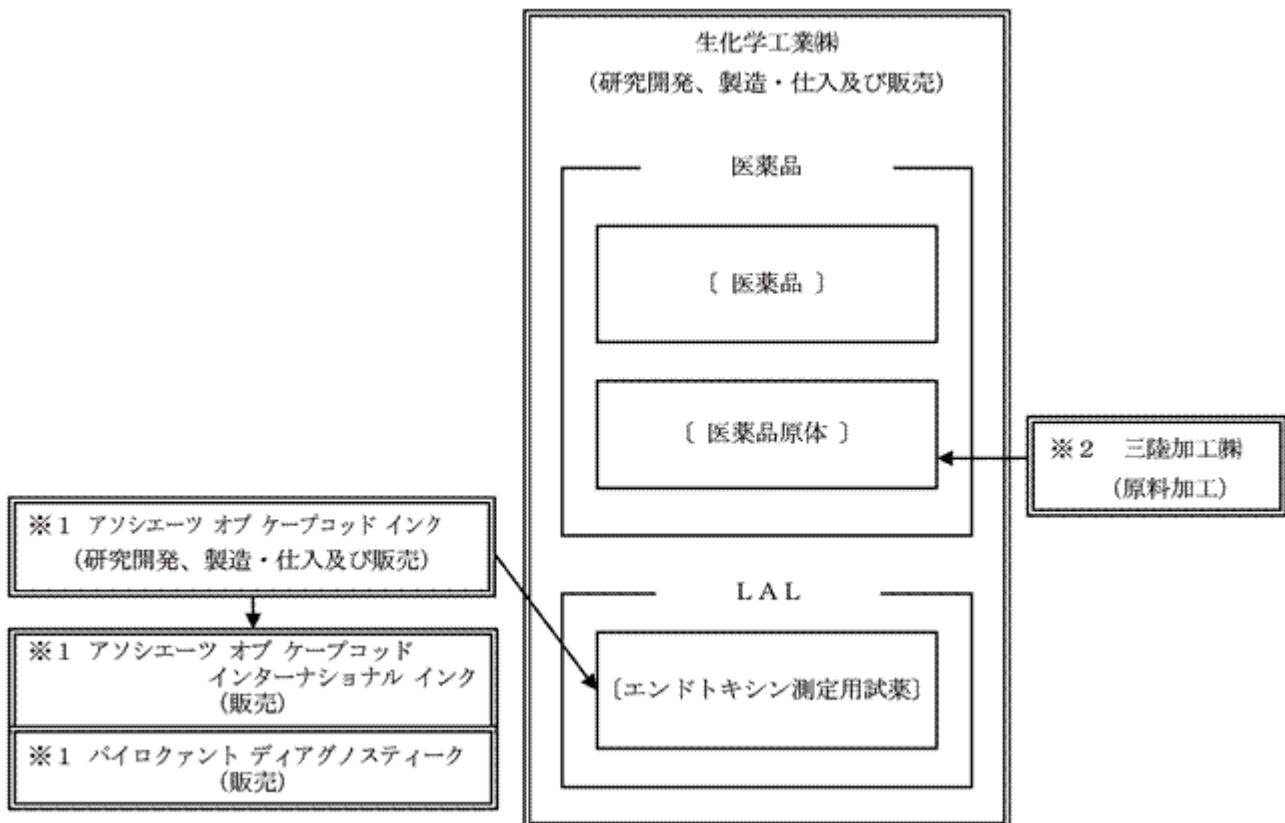 生化学工業㈱
(研究開発、製造・仕入及び販売)
医薬品
〔 医薬品 〕
〔 医薬品原体 〕
※2 三陸加工㈱
(原料加工)
※1 アソシエーツ オブ ケープコッド インク
(研究開発、製造・仕入及び販売)
※1 アソシエーツ オブ ケープコッド
インターナショナル インク
(販売)
※1 パイロクァント ディアグノスティーク
(販売)
LAL
〔エンドトキシン測定用試薬〕